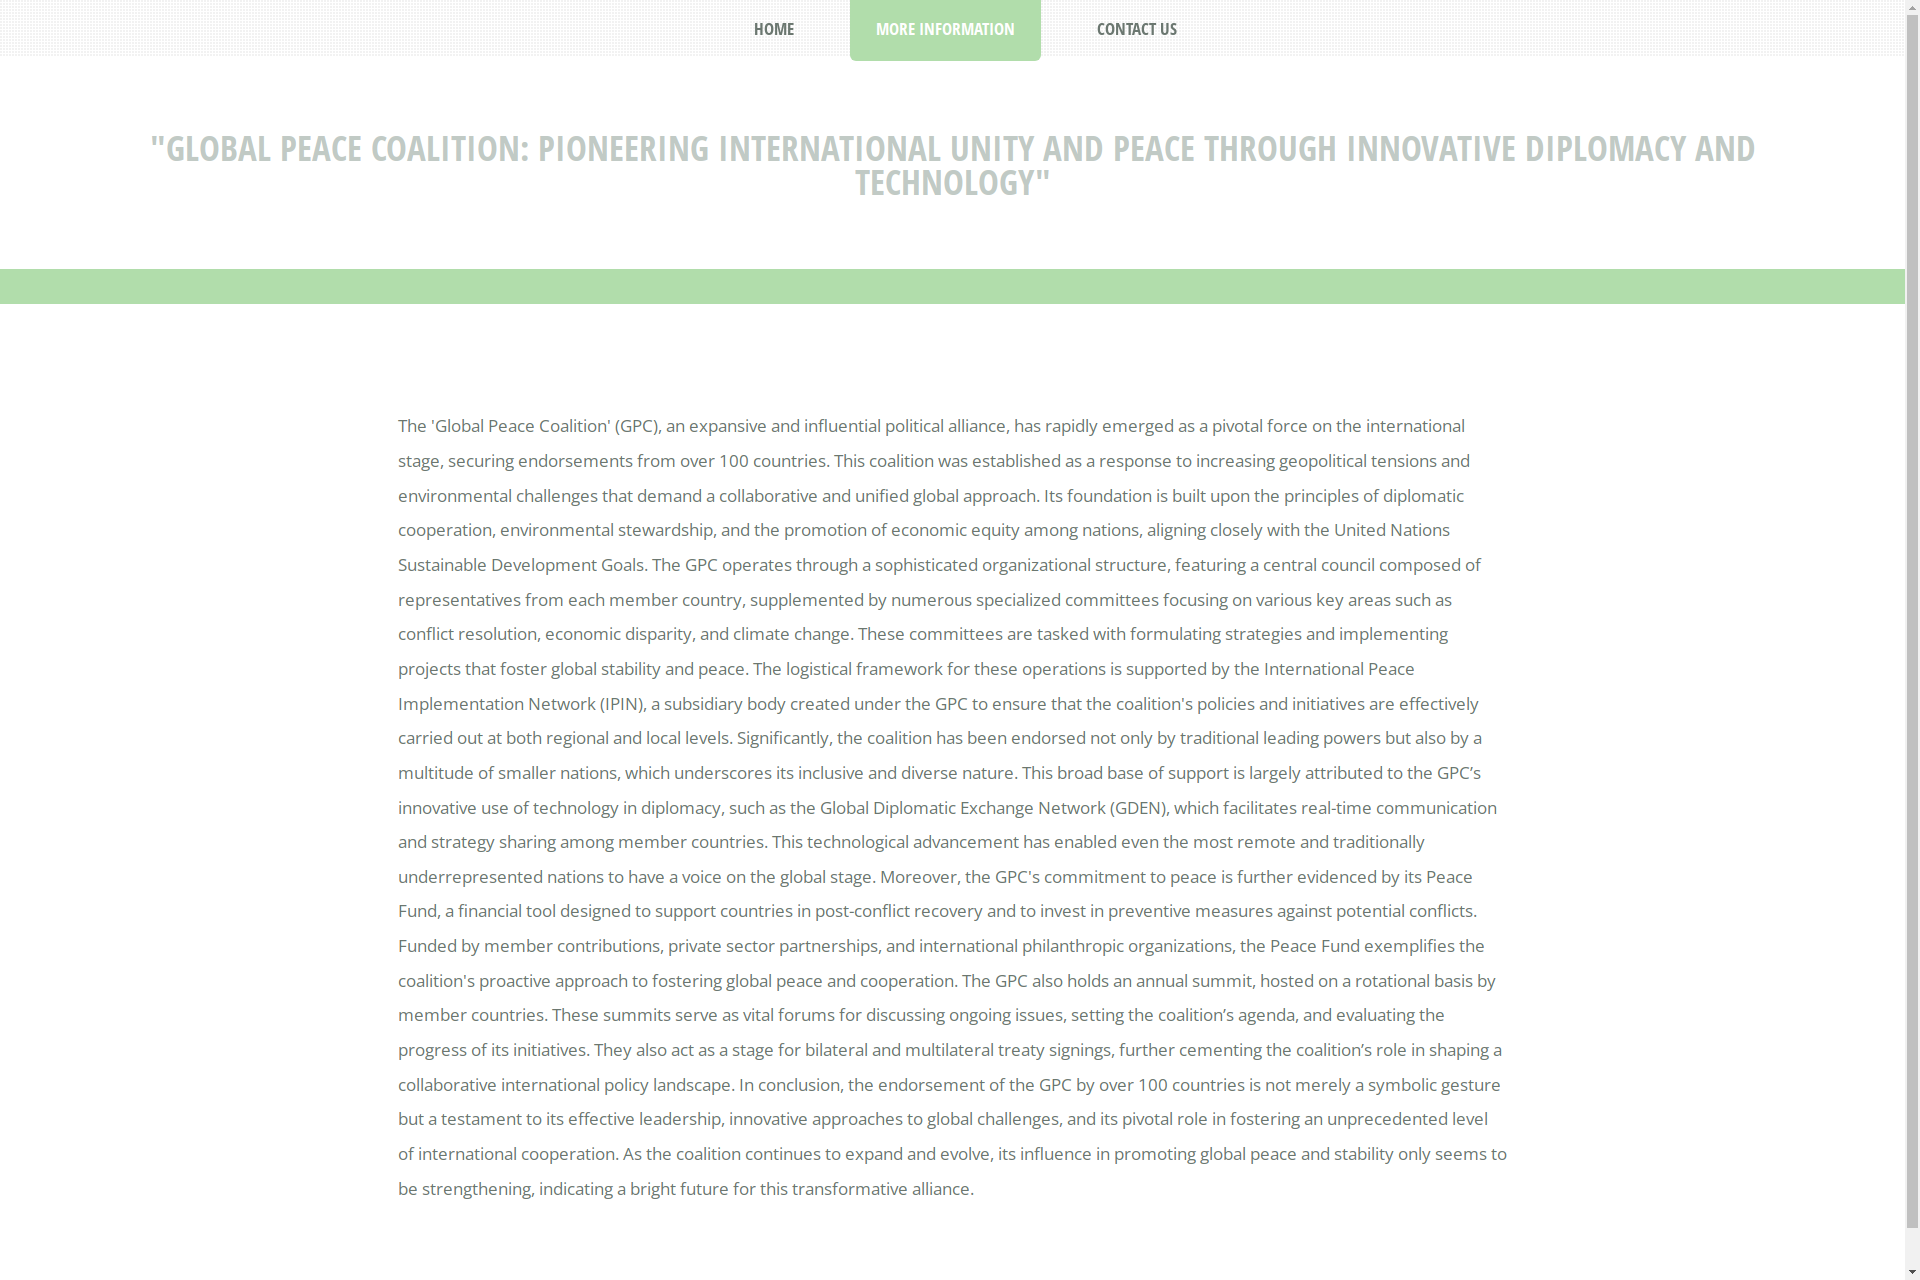 HOME
MORE INFORMATION
CONTACT US
"GLOBAL PEACE COALITION: PIONEERING INTERNATIONAL UNITY AND PEACE THROUGH INNOVATIVE DIPLOMACY AND
TECHNOLOGY"
The 'Global Peace Coalition' (GPC), an expansive and influential political alliance, has rapidly emerged as a pivotal force on the international
stage, securing endorsements from over 100 countries. This coalition was established as a response to increasing geopolitical tensions and
environmental challenges that demand a collaborative and unified global approach. Its foundation is built upon the principles of diplomatic
cooperation, environmental stewardship, and the promotion of economic equity among nations, aligning closely with the United Nations
Sustainable Development Goals. The GPC operates through a sophisticated organizational structure, featuring a central council composed of
representatives from each member country, supplemented by numerous specialized committees focusing on various key areas such as
conflict resolution, economic disparity, and climate change. These committees are tasked with formulating strategies and implementing
projects that foster global stability and peace. The logistical framework for these operations is supported by the International Peace
Implementation Network (IPIN), a subsidiary body created under the GPC to ensure that the coalition's policies and initiatives are effectively
carried out at both regional and local levels. Significantly, the coalition has been endorsed not only by traditional leading powers but also by a
multitude of smaller nations, which underscores its inclusive and diverse nature. This broad base of support is largely attributed to the GPC’s
innovative use of technology in diplomacy, such as the Global Diplomatic Exchange Network (GDEN), which facilitates real-time communication
and strategy sharing among member countries. This technological advancement has enabled even the most remote and traditionally
underrepresented nations to have a voice on the global stage. Moreover, the GPC's commitment to peace is further evidenced by its Peace
Fund, a financial tool designed to support countries in post-conflict recovery and to invest in preventive measures against potential conflicts.
Funded by member contributions, private sector partnerships, and international philanthropic organizations, the Peace Fund exemplifies the
coalition's proactive approach to fostering global peace and cooperation. The GPC also holds an annual summit, hosted on a rotational basis by
member countries. These summits serve as vital forums for discussing ongoing issues, setting the coalition’s agenda, and evaluating the
progress of its initiatives. They also act as a stage for bilateral and multilateral treaty signings, further cementing the coalition’s role in shaping a
collaborative international policy landscape. In conclusion, the endorsement of the GPC by over 100 countries is not merely a symbolic gesture
but a testament to its effective leadership, innovative approaches to global challenges, and its pivotal role in fostering an unprecedented level
of international cooperation. As the coalition continues to expand and evolve, its influence in promoting global peace and stability only seems to
be strengthening, indicating a bright future for this transformative alliance.